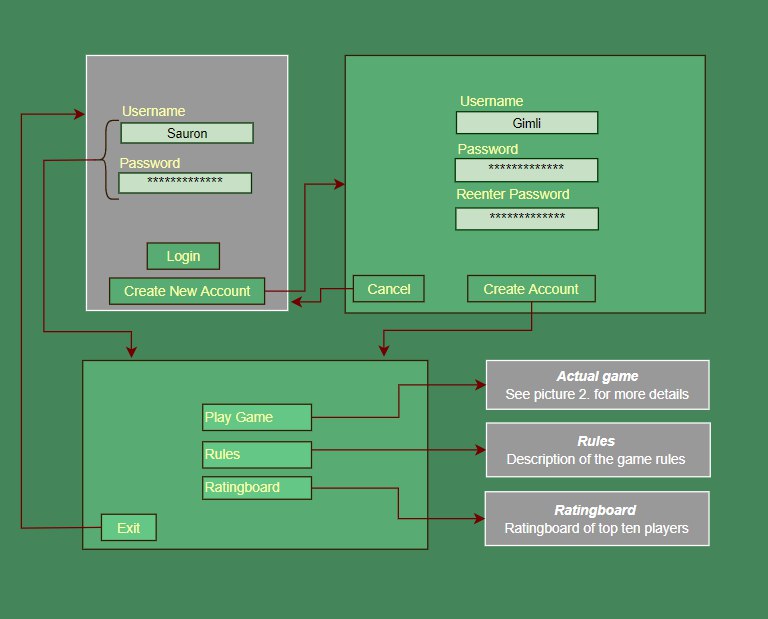 Username
Sauron
Password
*************
Login
Create New Account
Username
Gimli
Password
*************
Reenter Password
*************
Cancel
Create Account
Play Game
Rules
Ratingboard
Exit
Actual game
See picture 2. for more details
Rules
Description of the game rules
Ratingboard
Ratingboard of top ten players